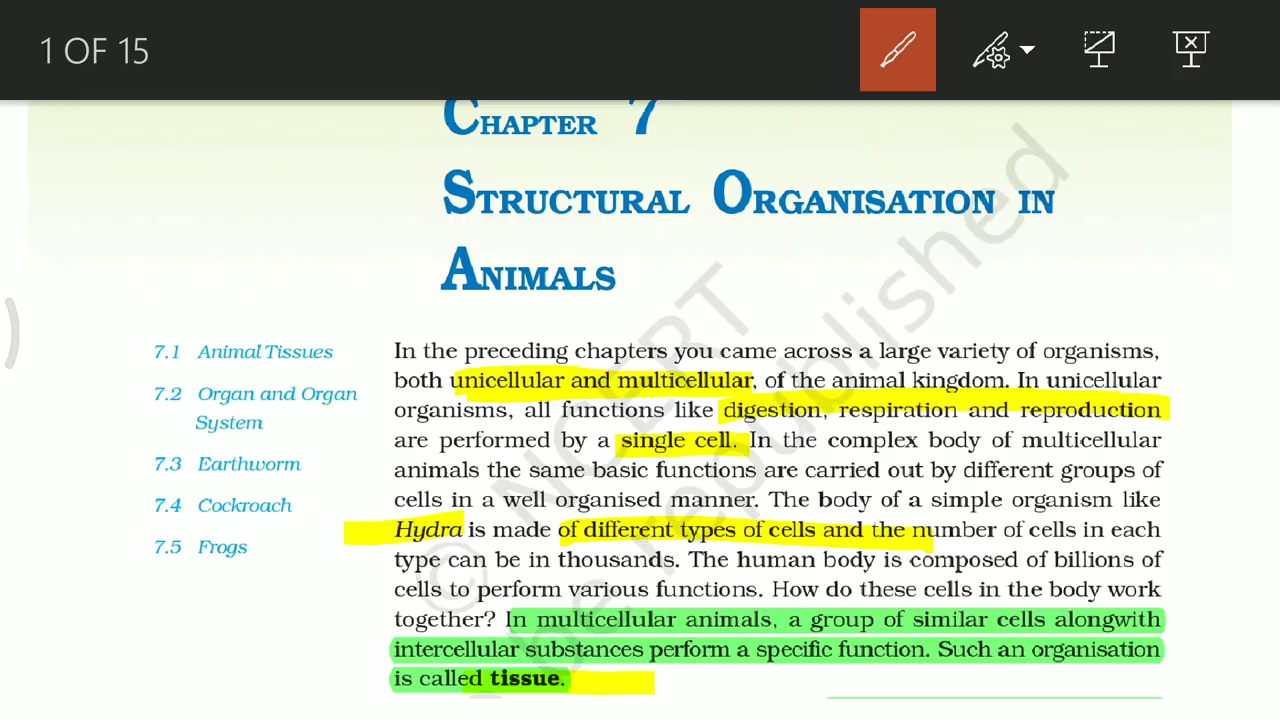 1 OF 15
CHAPTER 7
STRUCTURAL ORGANISATION IN
ANIMALS
7.1 Animal Tissues
7.2 Organ and Organ
System
7.3 Earthworm
7.4 Cockroach
7.5 Frogs
In the preceding chapters you came across a large variety of organisms,
both unicellular and multicellular, of the animal kingdom. In unicellular
organisms, all functions like digestion, respiration and reproduction
are performed by a single cell. In the complex body of multicellular
animals the same basic functions are carried out by different groups of
cells in a well organised manner. The body of a simple organism like
Hydra is made of different types of cells and the number of cells in each
type can be in thousands. The human body is composed of billions of
cells to perform various functions. How do these cells in the body work
together? In multicellular animals, a group of similar cells alongwith
intercellular substances perform a specific function. Such an organisation
is called tissue.
© NCERT
be republished